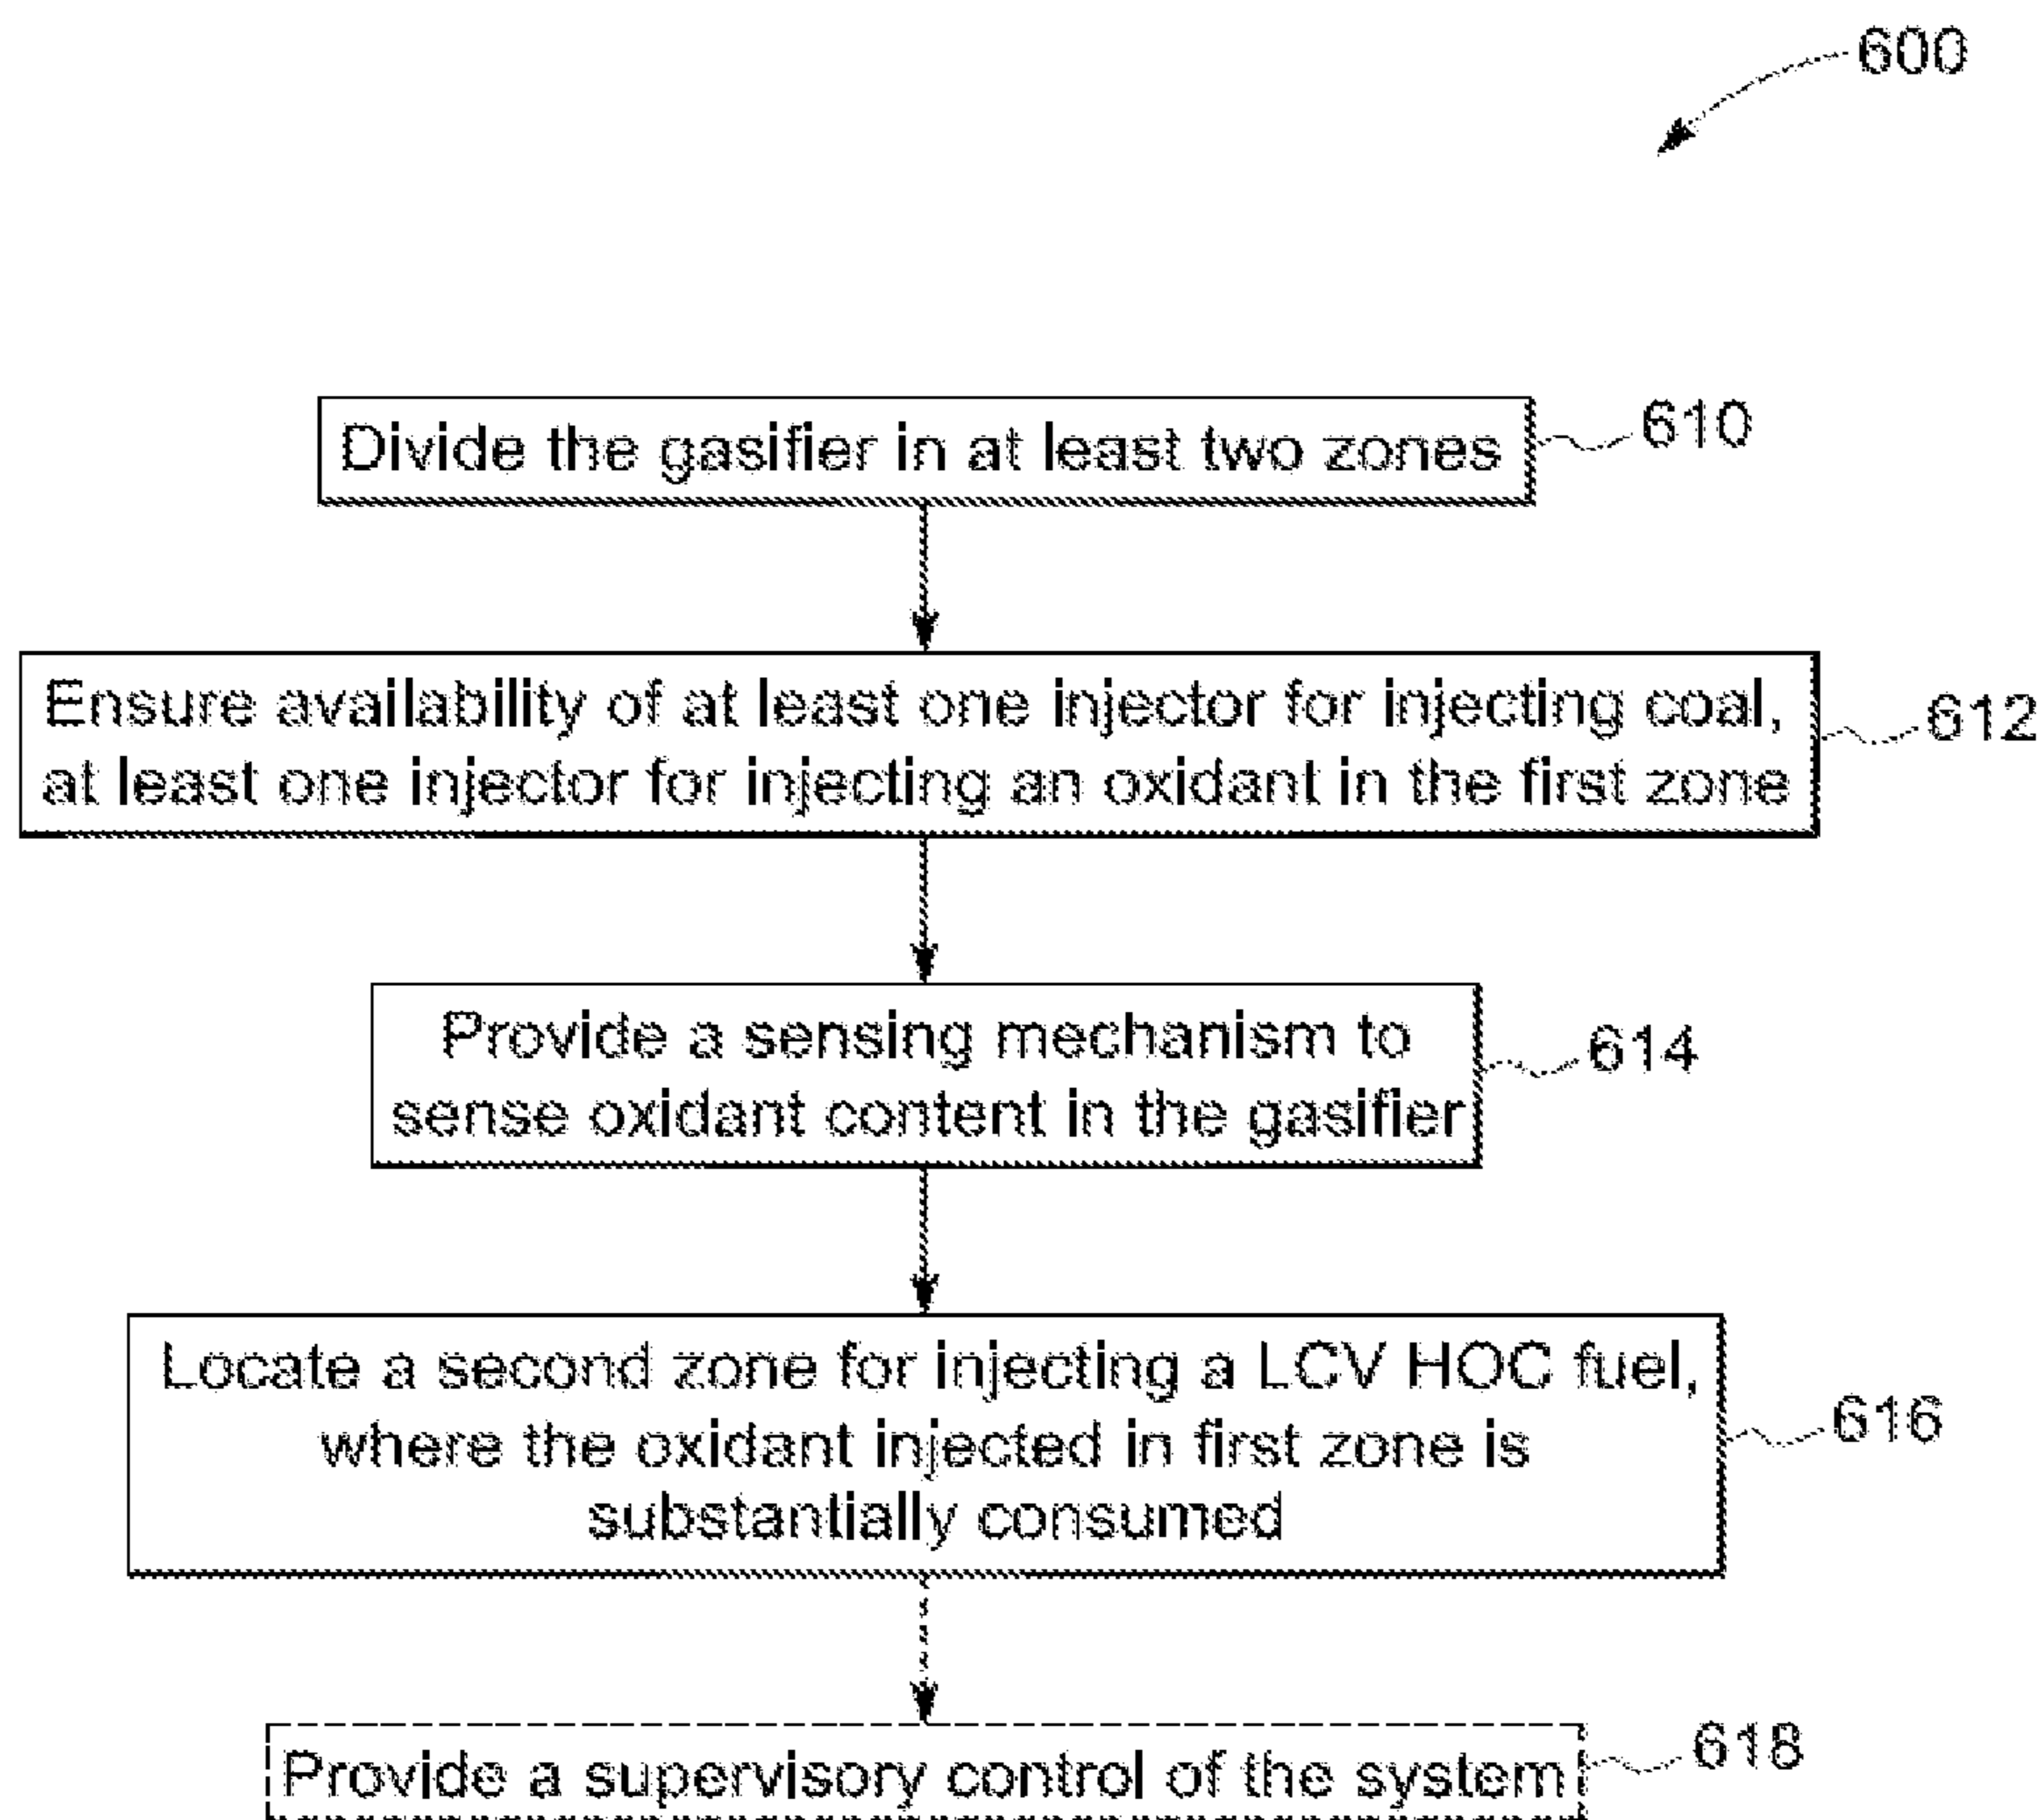 600
Divide the gasifier in at least two zones
610
Ensure availability of at least one injector for injecting coal,
at least one injector for injecting an oxidant in the first zone
612
Provide a sensing mechanism to
sense oxidant content in the gasifier
614
Locate a second zone for injecting a LCV HOC fuel,
where the oxidant injected in first zone is
substantially consumed
616
Provide a supervisory control of the system
618